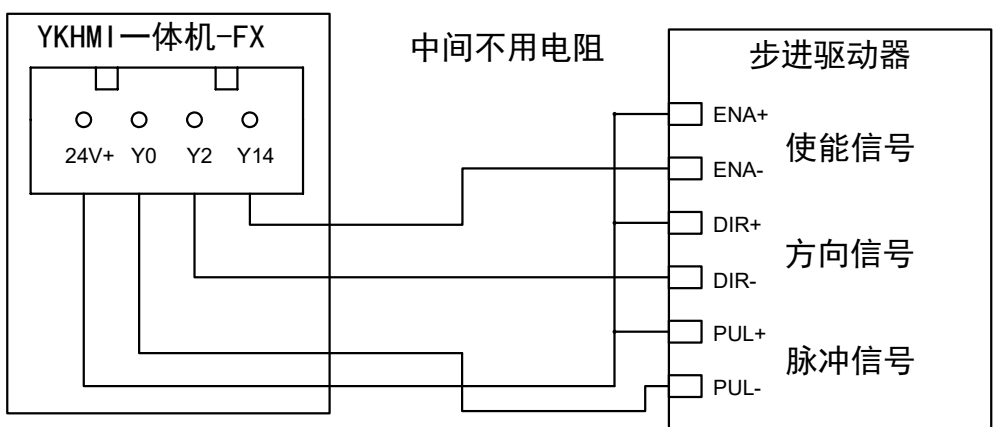 YKHMI一体机-FX
24V+ Y0 Y2 Y14
中间不用电阻
步进驱动器
ENA+
使能信号
ENA-
DIR+
方向信号
DIR-
PUL+
脉冲信号
PUL-